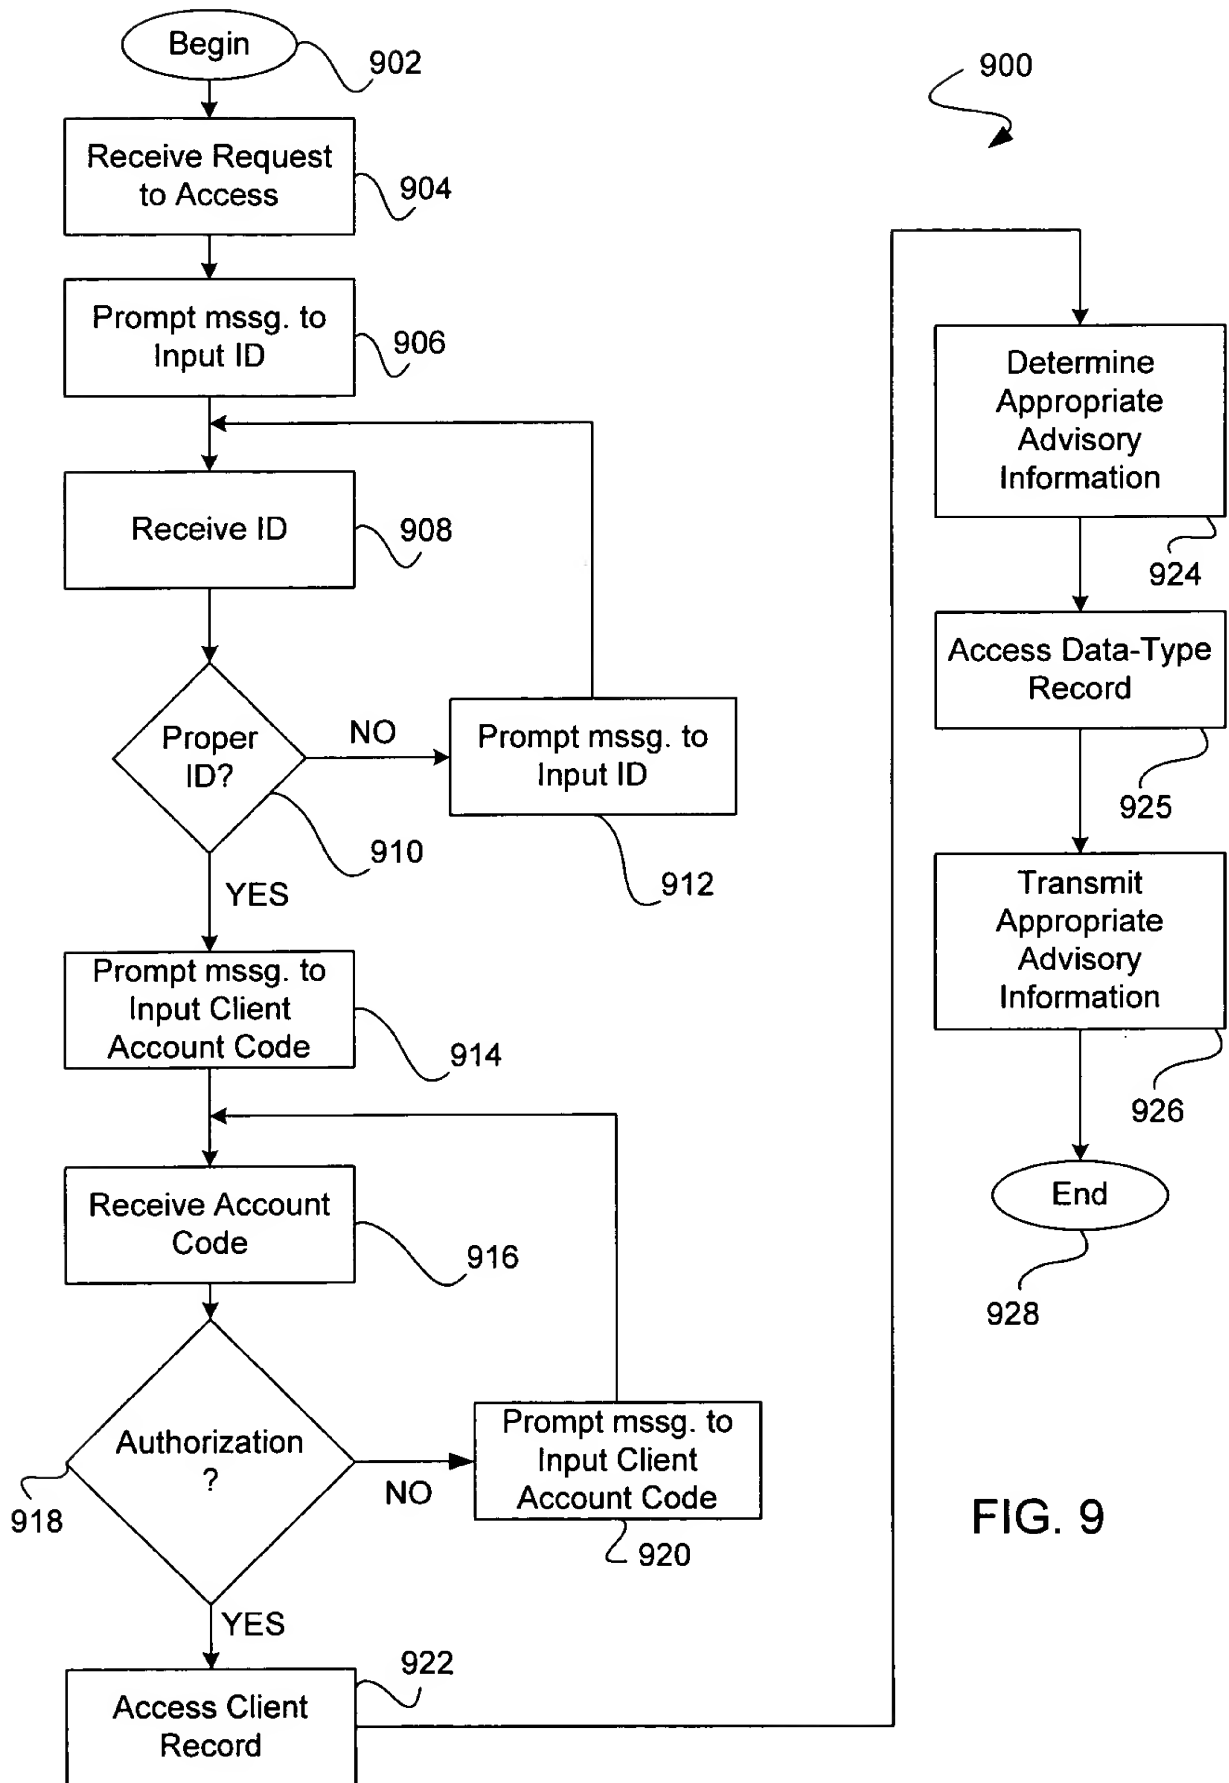 Begin
902
900
Receive Request
to Access
904
Prompt mssg. to
Input ID
906
Receive ID
908
Proper
ID?
NO
910
Prompt mssg. to
Input ID
912
YES
Prompt mssg. to
Input Client
Account Code
914
Receive Account
Code
916
Authorization
?
918
NO
Prompt mssg. to
Input Client
Account Code
920
YES
Access Client
Record
922
Determine
Appropriate
Advisory
Information
924
Access Data-Type
Record
925
Transmit
Appropriate
Advisory
Information
926
End
928
FIG. 9